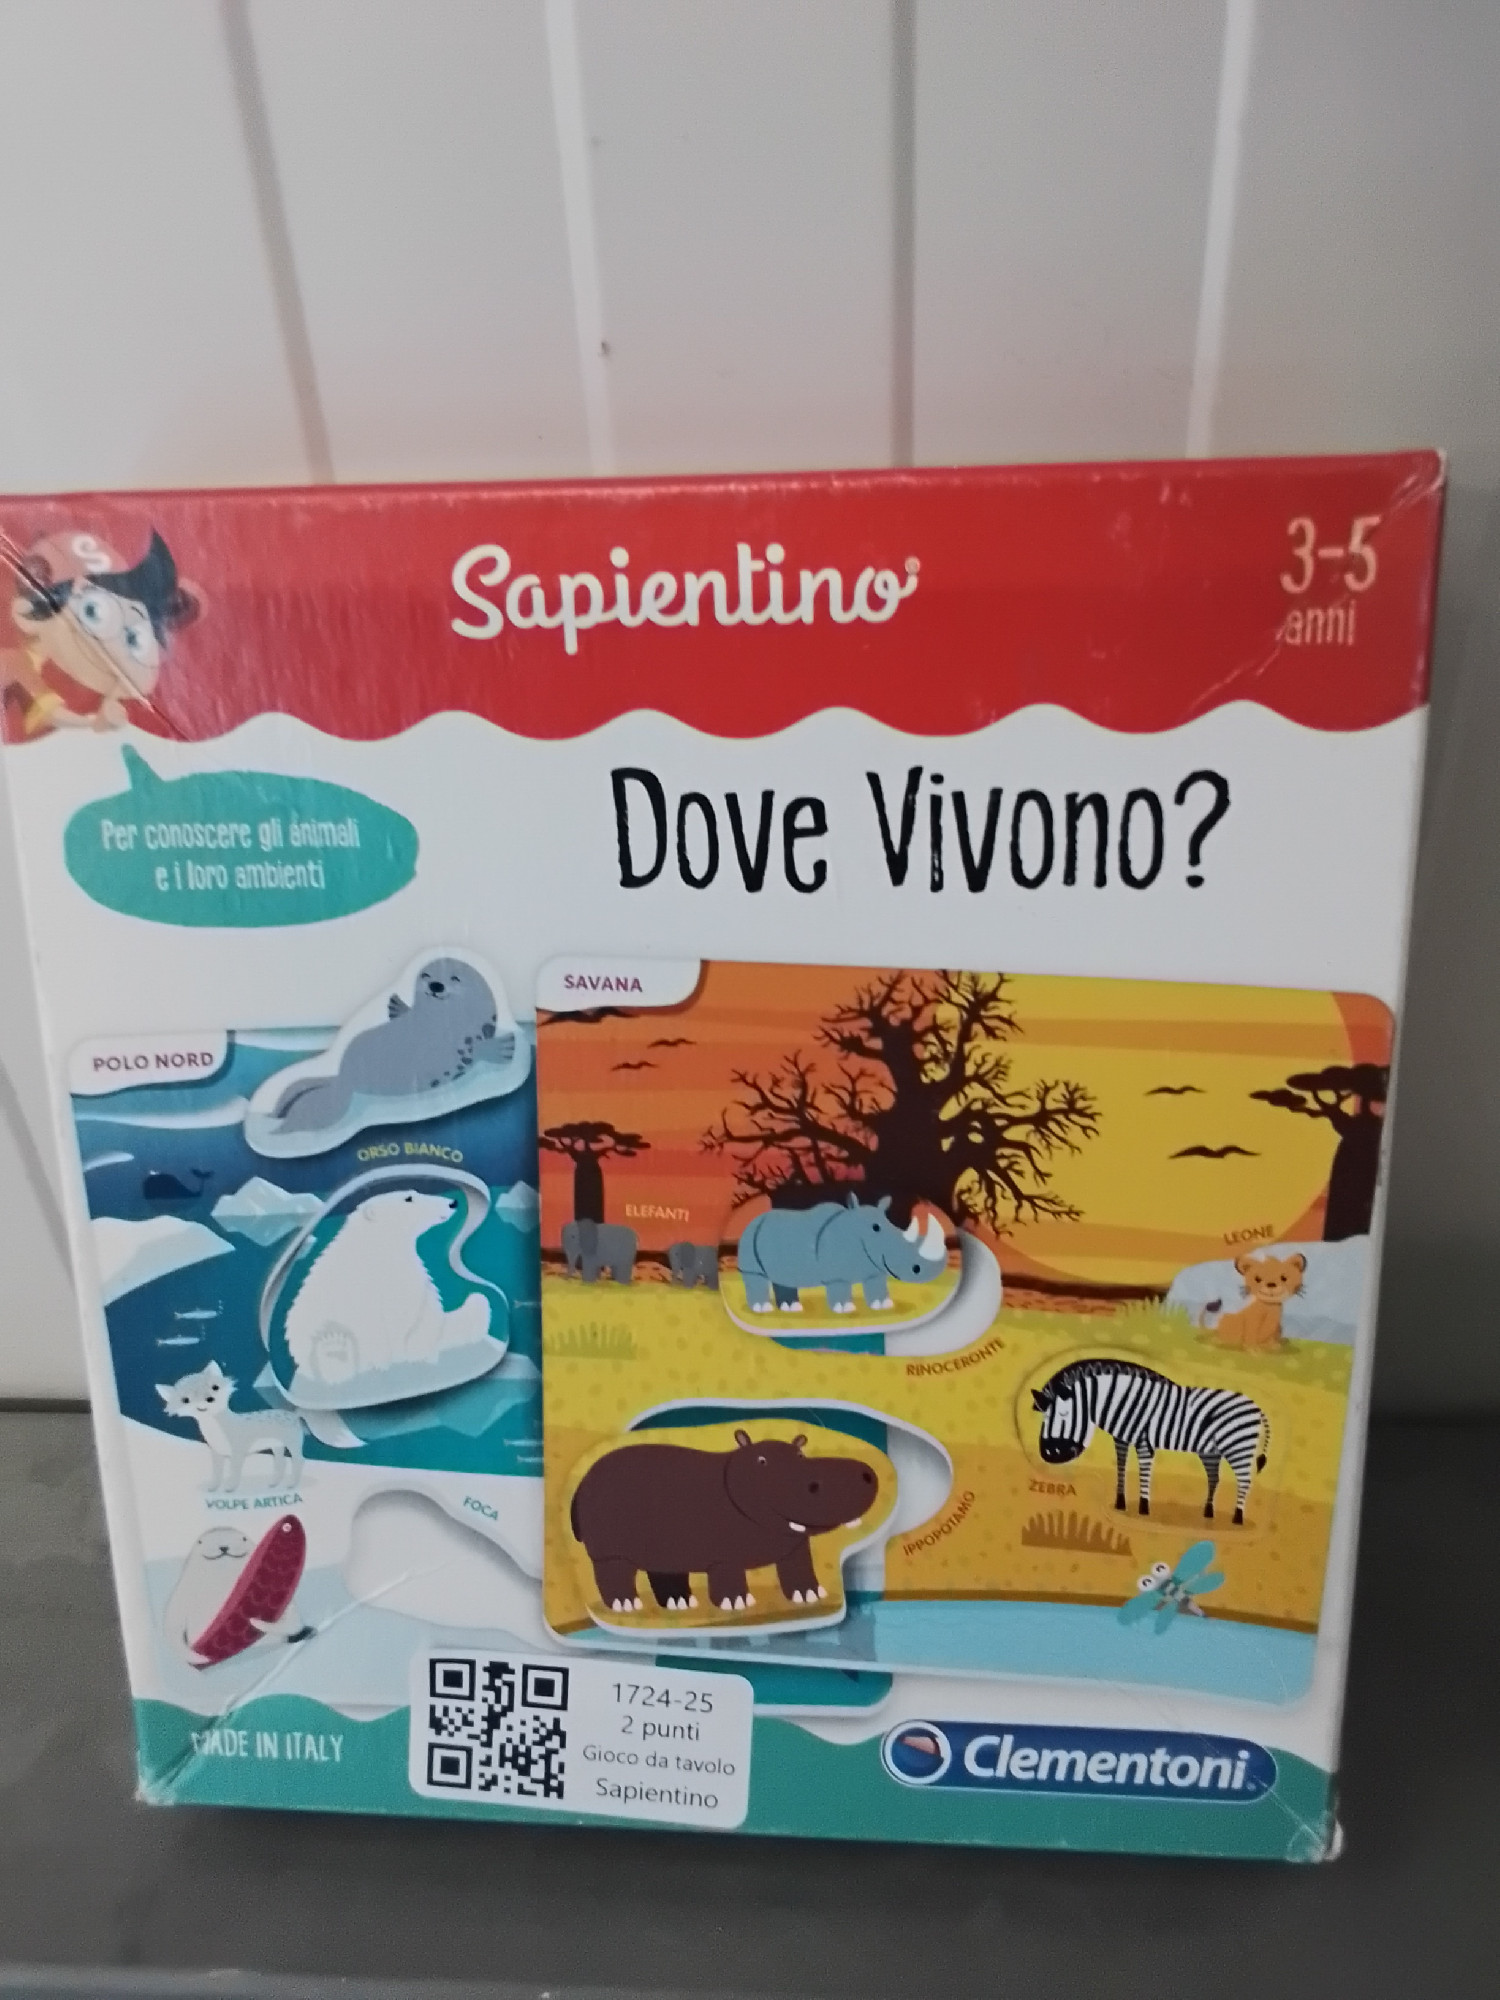 S
Sapientino
3-5
anni
Per conoscere gli animali
e i loro ambienti
Dove Vivono?
POLO NORD
ORSO BIANCO
VOLPE ARTICA
FOCA
SAVANA
ELEFANTI
LEONE
RINOCERONTE
ZEBRA
IPPOPOTAMO
MADE IN ITALY
1724-25
2 punti
Gioco da tavolo
Sapientino
Clementoni